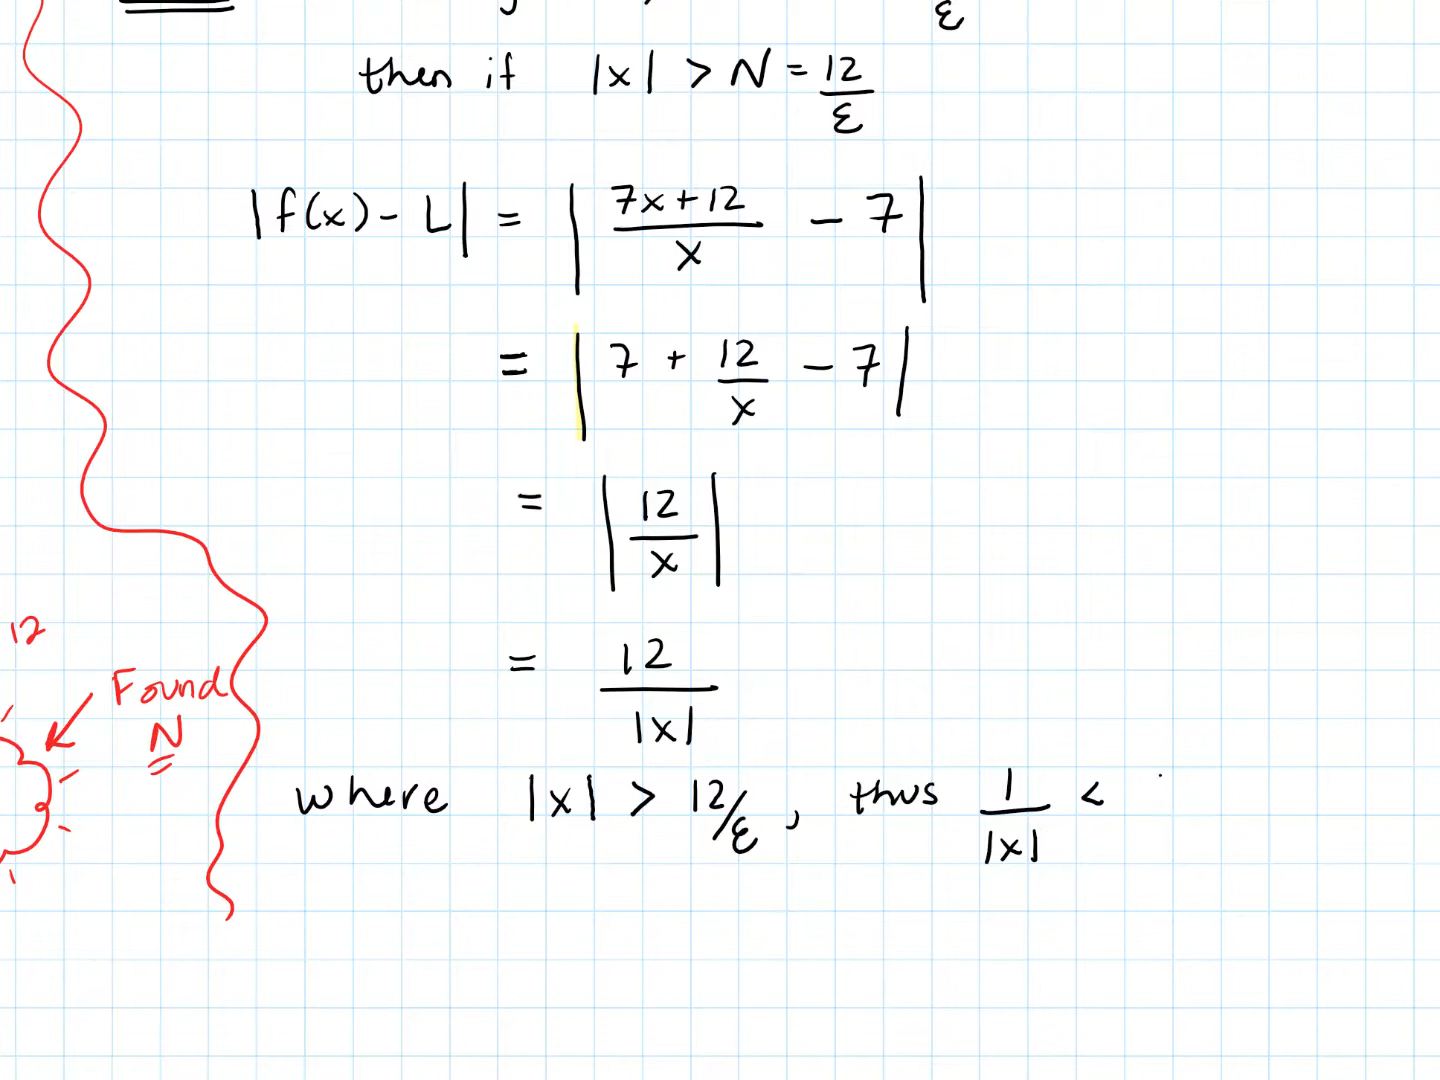 ε
then if |x| > N = 12/ε
|f(x) - L| = | (7x+12)/x - 7 |
= | 7 + 12/x - 7 |
= | 12/x |
= 12/|x|
12
Found
N
where |x| > 12/ε, thus 1/|x| <